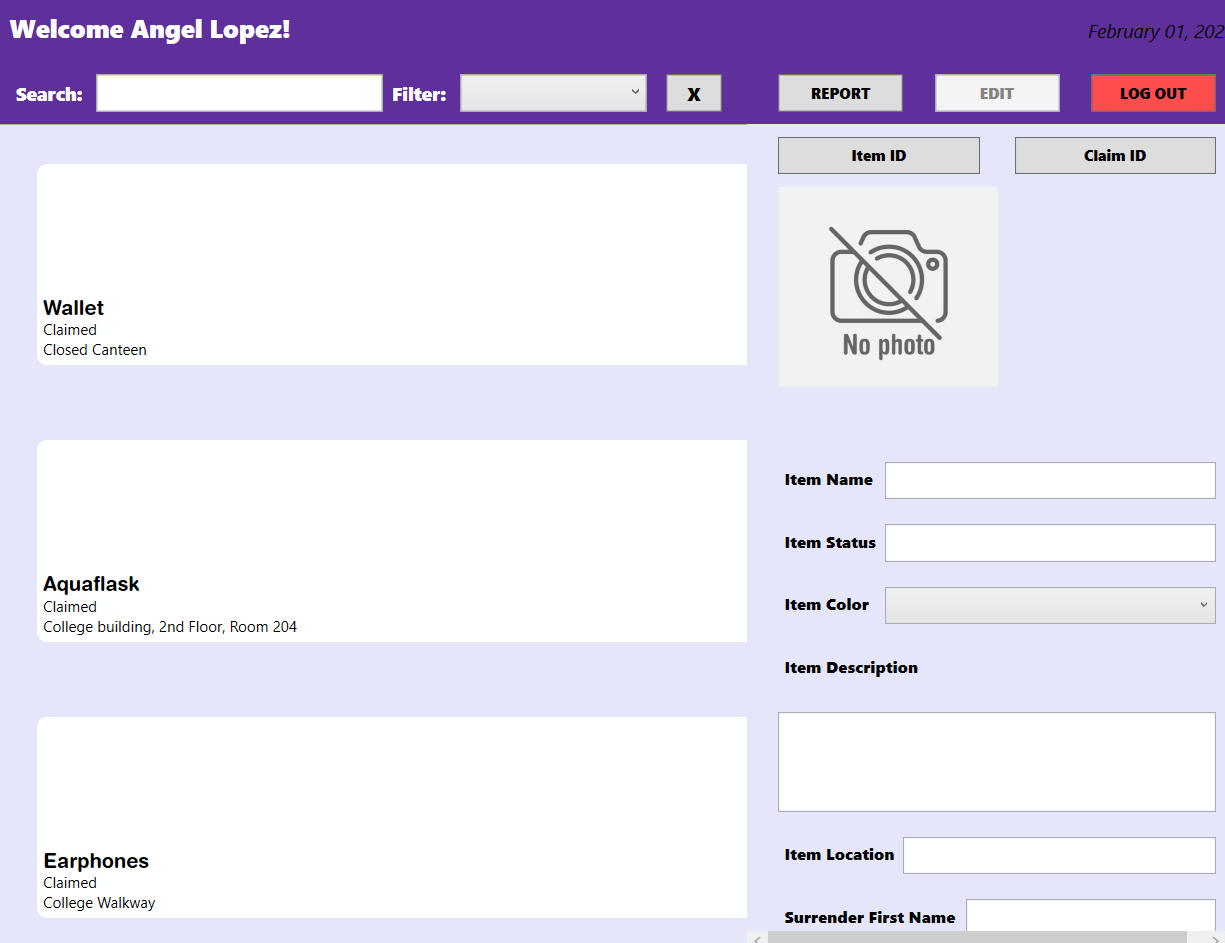 Welcome Angel Lopez!
February 01, 202
Search:
Filter:
X
REPORT
EDIT
LOG OUT
Item ID
Claim ID
No photo
Wallet
Claimed
Closed Canteen
Aquaflask
Claimed
College building, 2nd Floor, Room 204
Earphones
Claimed
College Walkway
Item Name
Item Status
Item Color
Item Description
Item Location
Surrender First Name